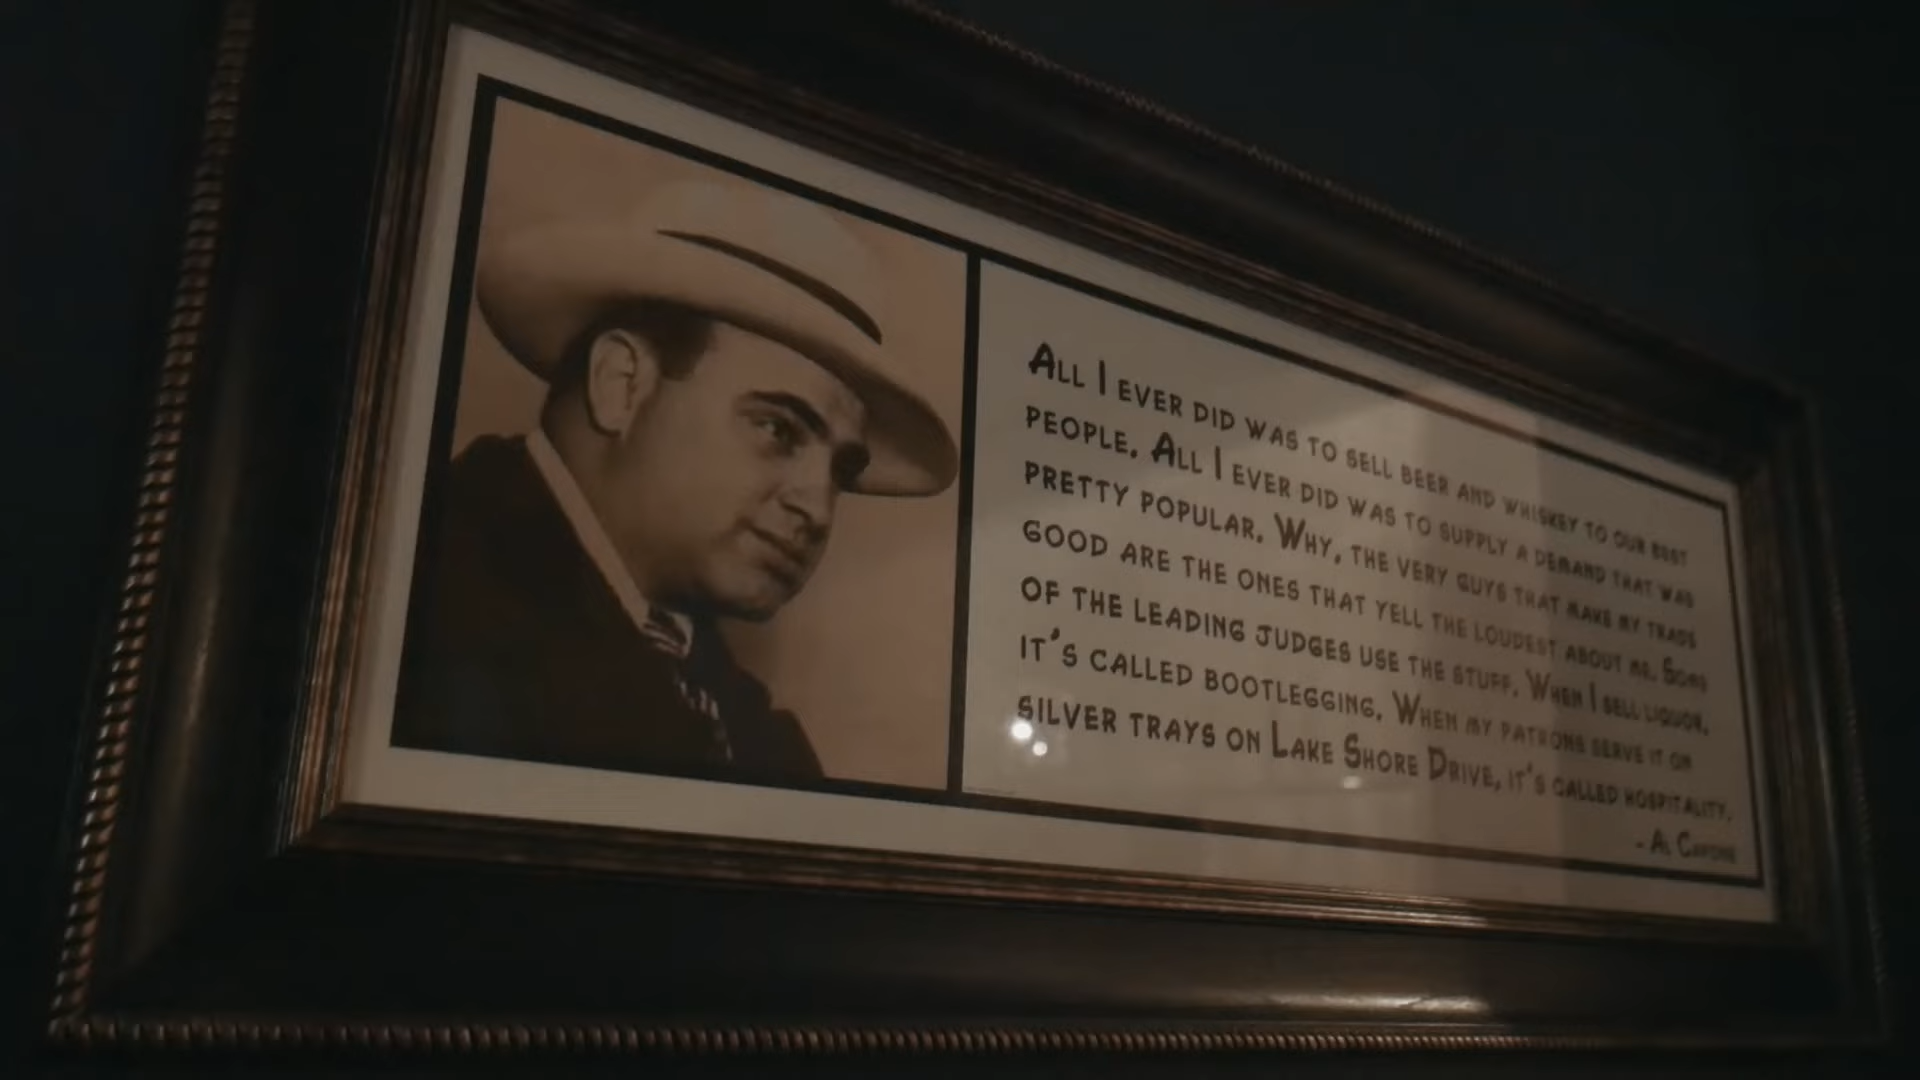 All I ever did was to sell beer and whiskey to our best
people. All I ever did was to supply a demand that was
pretty popular. Why, the very guys that make my trade
good are the ones that yell the loudest about me. Some
of the leading judges use the stuff. When I sell liquor,
it's called bootlegging. When my patrons serve it on
silver trays on Lake Shore Drive, it's called hospitality.
- Al Capone